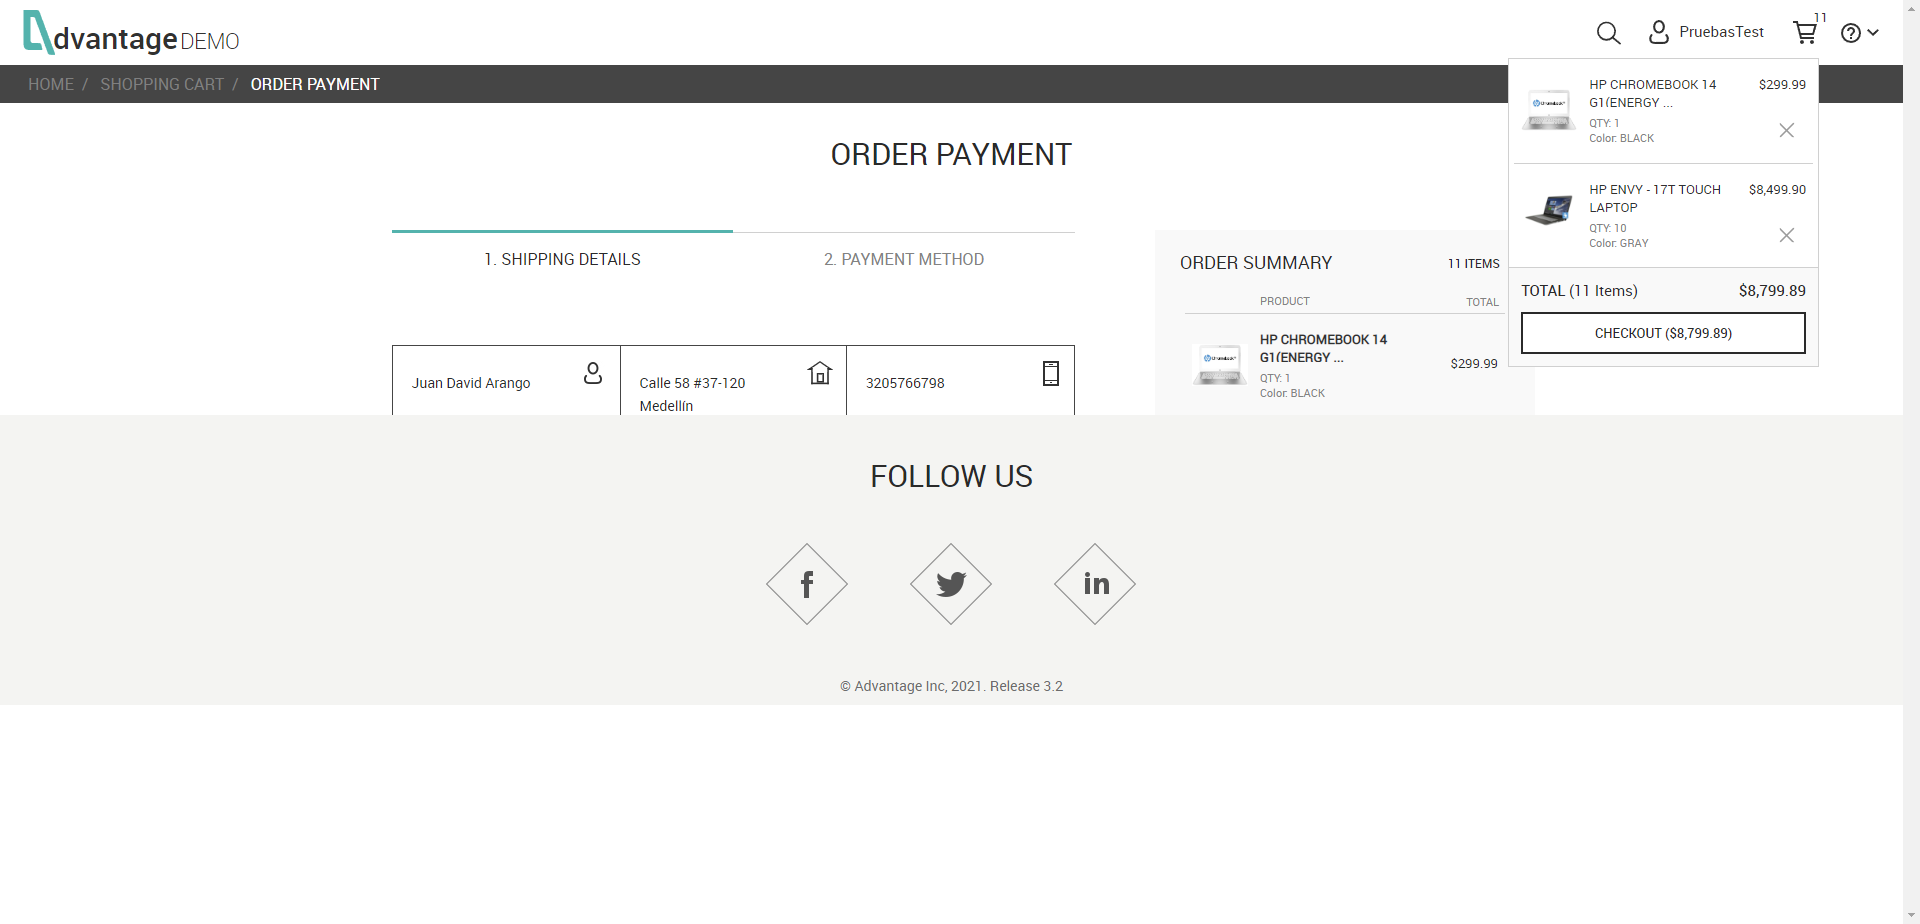 dvantage DEMO
PruebasTest
11
HOME / SHOPPING CART / ORDER PAYMENT
HP CHROMEBOOK 14 G1(ENERGY ...
$299.99
QTY: 1
Color: BLACK
HP ENVY - 17T TOUCH LAPTOP
$8,499.90
QTY: 10
Color: GRAY
TOTAL (11 Items) $8,799.89
CHECKOUT ($8,799.89)
ORDER PAYMENT
1. SHIPPING DETAILS
2. PAYMENT METHOD
Juan David Arango
Calle 58 #37-120
Medellín
3205766798
ORDER SUMMARY
11 ITEMS
PRODUCT
TOTAL
HP CHROMEBOOK 14
G1(ENERGY ...
$299.99
QTY: 1
Color: BLACK
FOLLOW US
f
in
© Advantage Inc, 2021. Release 3.2